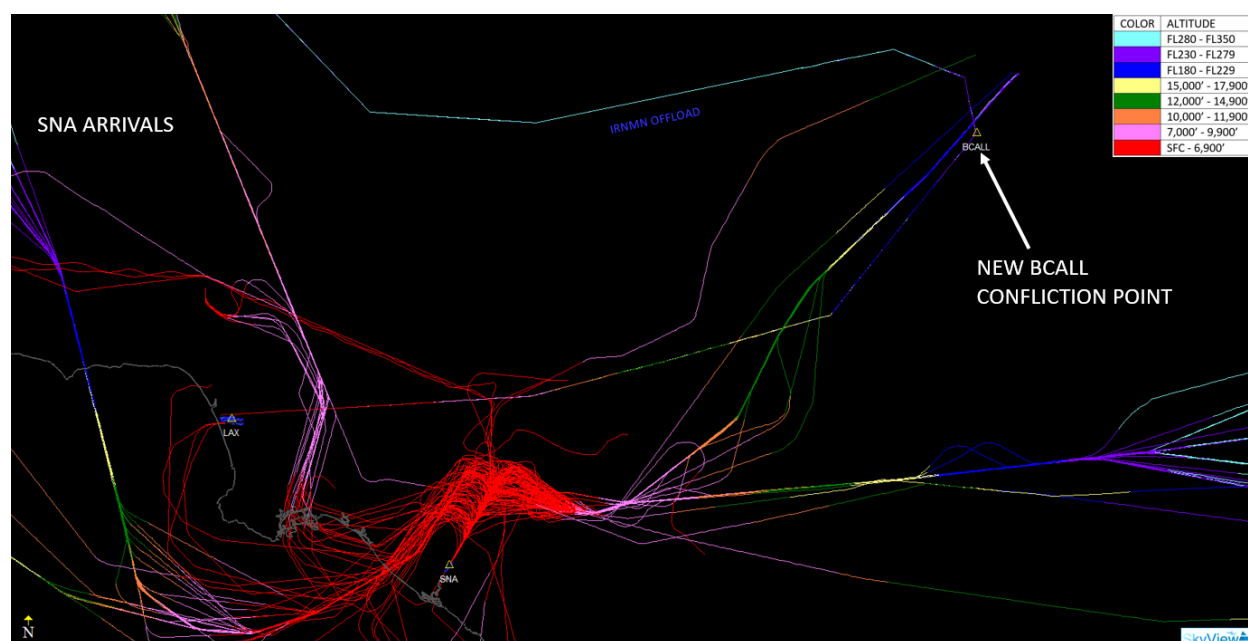 COLOR ALTITUDE
FL280 - FL350
FL230 - FL279
FL180 - FL229
15,000' - 17,900'
12,000' - 14,900'
10,000' - 11,900'
7,000' - 9,900'
SFC - 6,900'
SNA ARRIVALS
IRNMN OFFLOAD
BCALL
NEW BCALL
CONFLICTION POINT
LAX
SNA
N
SkyView